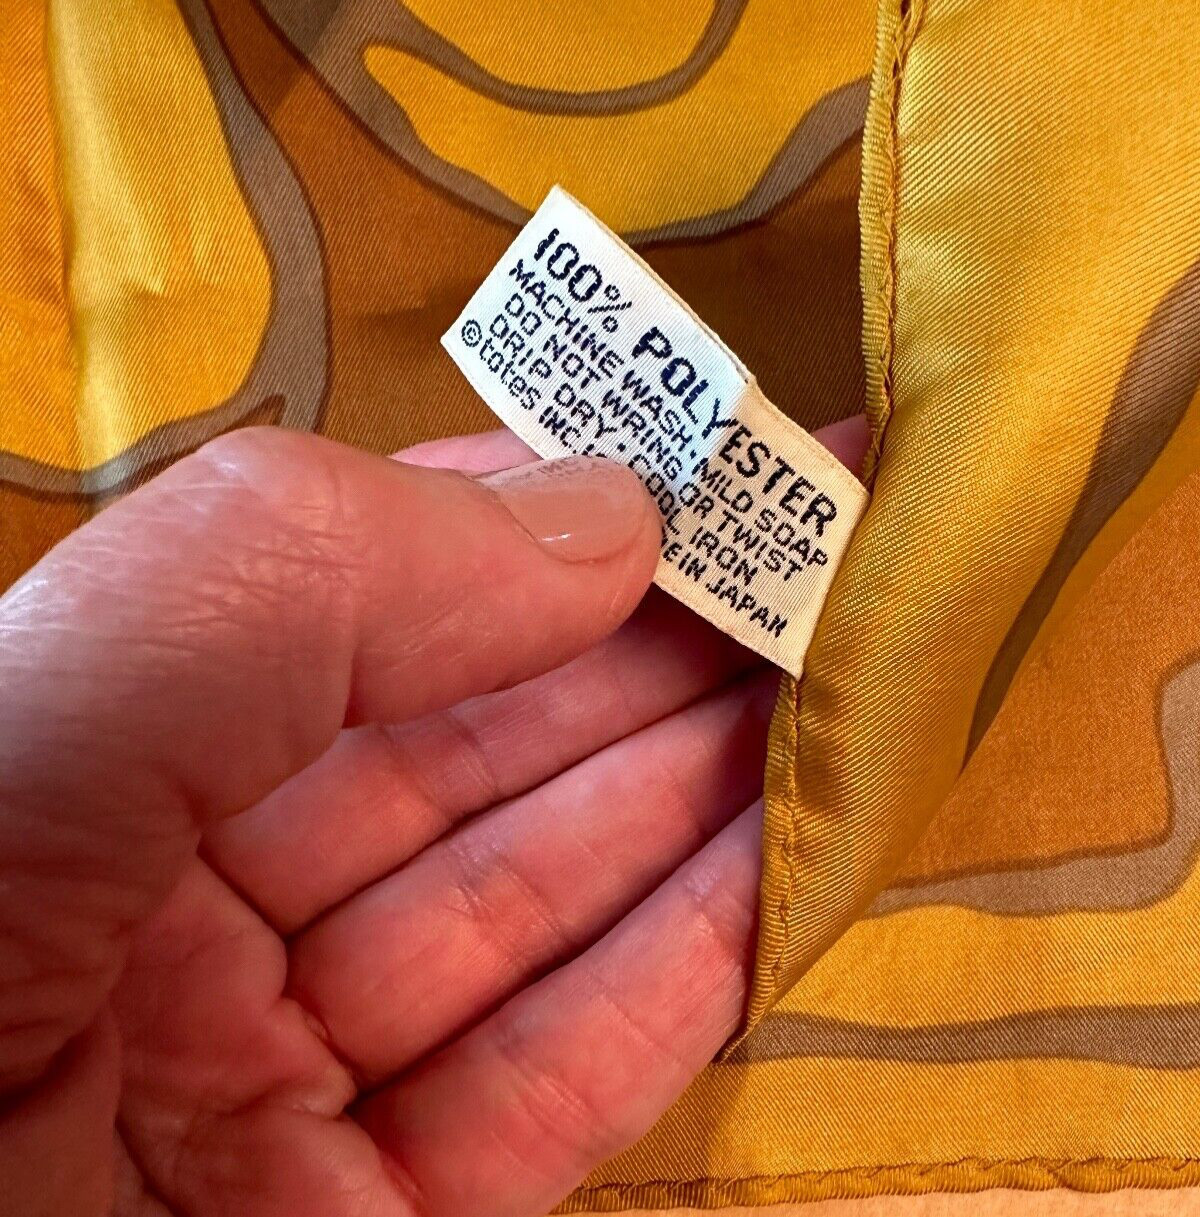 100% POLYESTER
MACHINE WASH · MILD SOAP
DO NOT WRING OR TWIST
DRIP DRY · COOL IRON
©totes INC. IN JAPAN